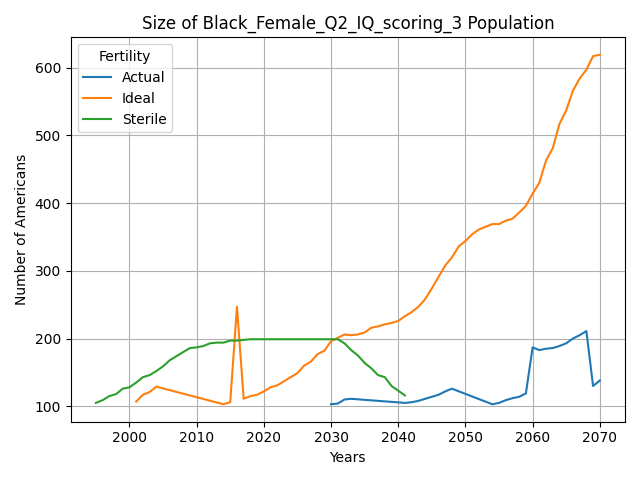 Size of Black_Female_Q2_IQ_scoring_3 Population
Fertility
Actual
Ideal
Sterile
Number of Americans
600
500
400
300
200
100
2000
2010
2020
2030
2040
2050
2060
2070
Years